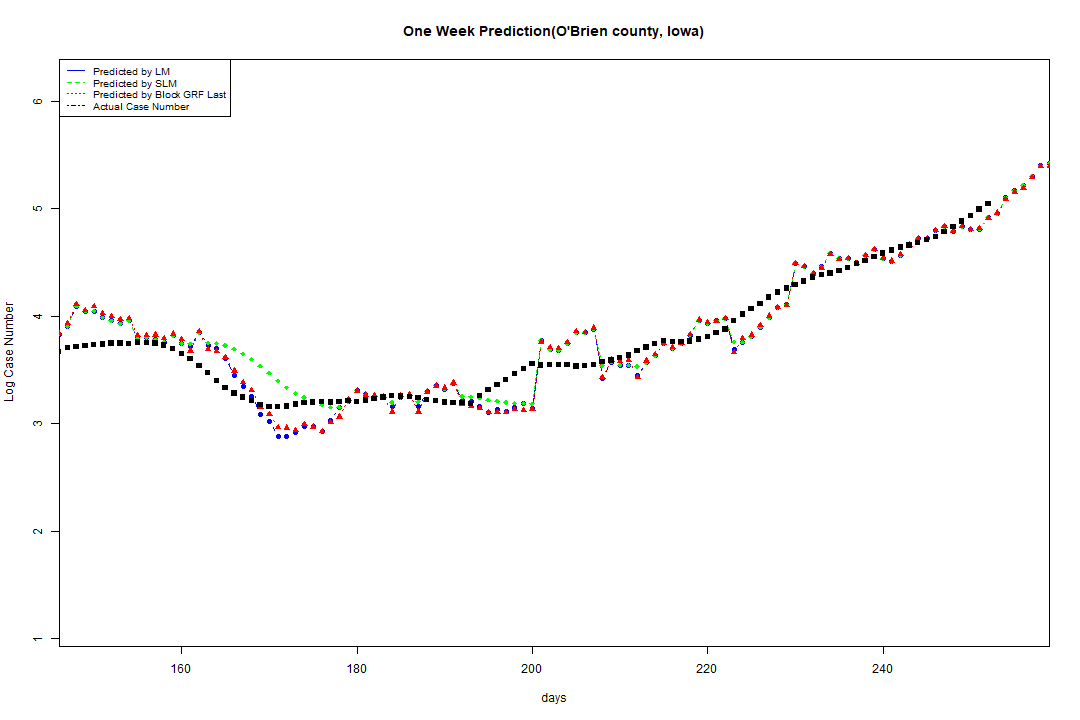 One Week Prediction(O'Brien county, Iowa)
Predicted by LM
Predicted by SLM
Predicted by Block GRF Last
Actual Case Number
6
5
4
3
2
1
Log Case Number
160 180 200 220 240
days